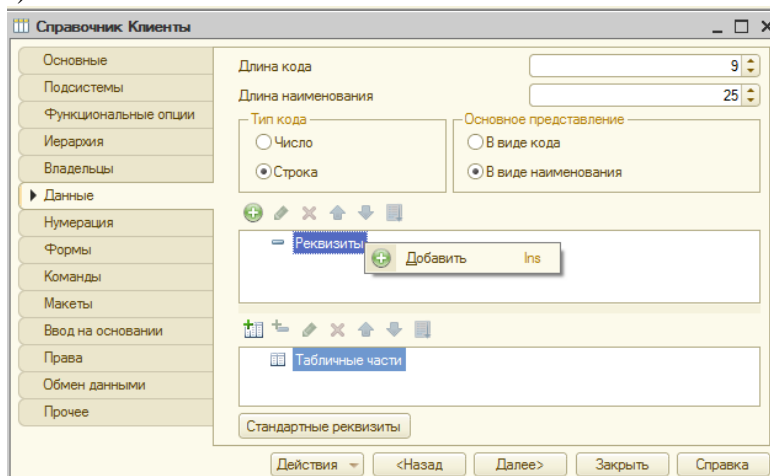 )
Справочник Клиенты
Основные
Подсистемы
Функциональные опции
Иерархия
Владельцы
Данные
Нумерация
Формы
Команды
Макеты
Ввод на основании
Права
Обмен данными
Прочее
Длина кода 9
Длина наименования 25
Тип кода
Число
Строка
Основное представление
В виде кода
В виде наименования
Реквизиты
Добавить Ins
Табличные части
Стандартные реквизиты
Действия <Назад Далее> Закрыть Справка